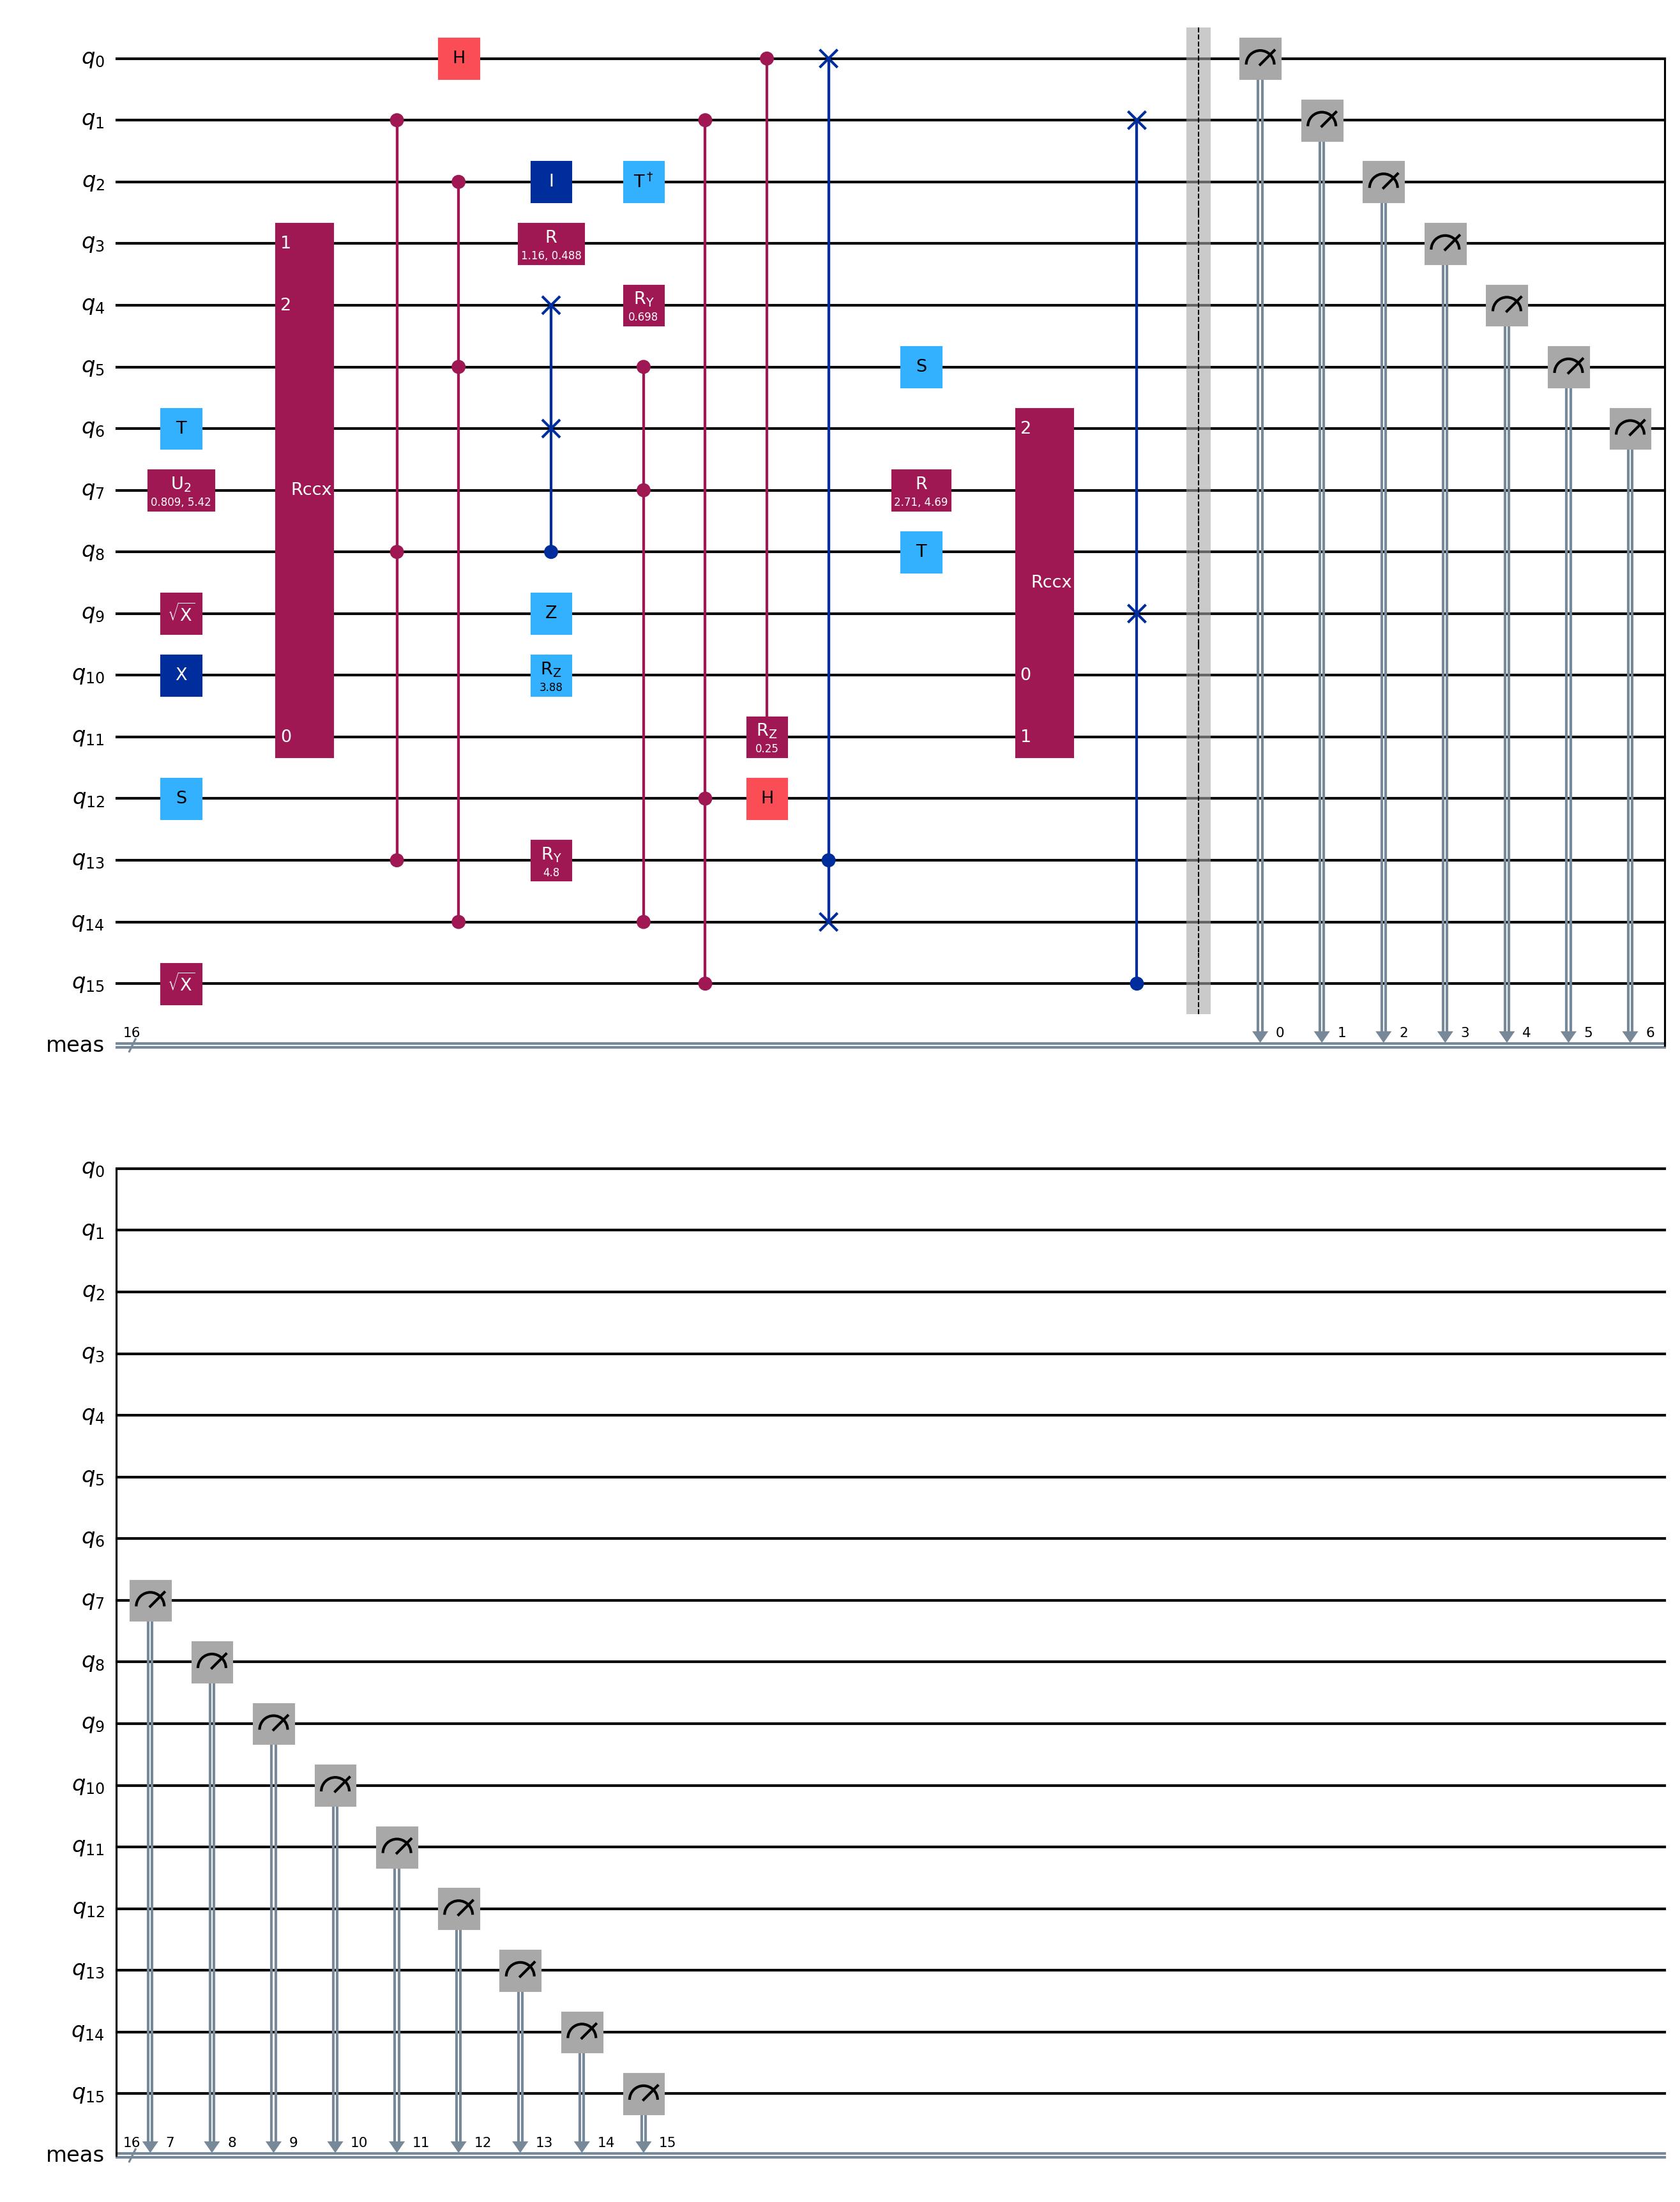 q0 H
q1
q2 I T†
q3 1 R 1.16, 0.488
q4 2 RY 0.698
q5 S
q6 T 2
q7 U2 0.809, 5.42 Rccx R 2.71, 4.69
q8 T
Rccx
q9 √X Z
q10 X RZ 3.88 0
q11 0 RZ 0.25 1
q12 S H
q13 RY 4.8
q14
q15 √X
16 0 1 2 3 4 5 6
meas
q0
q1
q2
q3
q4
q5
q6
q7
q8
q9
q10
q11
q12
q13
q14
q15
16 7 8 9 10 11 12 13 14 15
meas